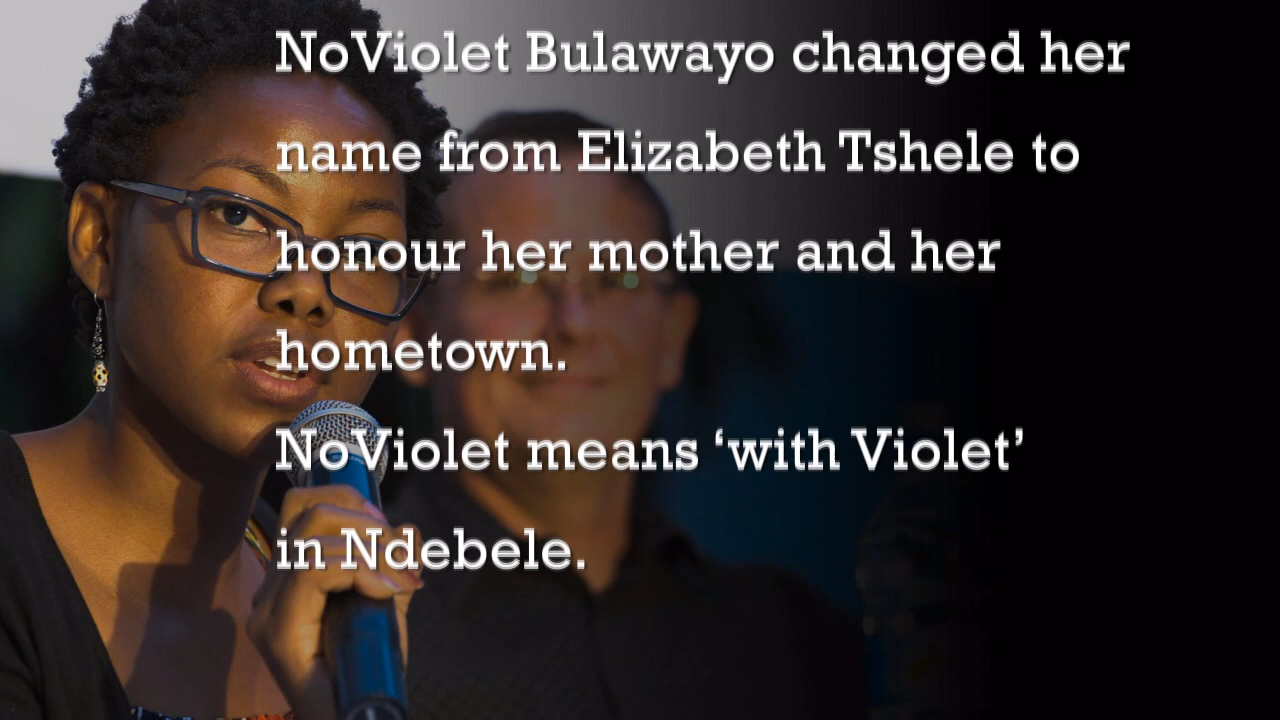 NoViolet Bulawayo changed her
name from Elizabeth Tshele to
honour her mother and her
hometown.
NoViolet means ‘with Violet’
in Ndebele.